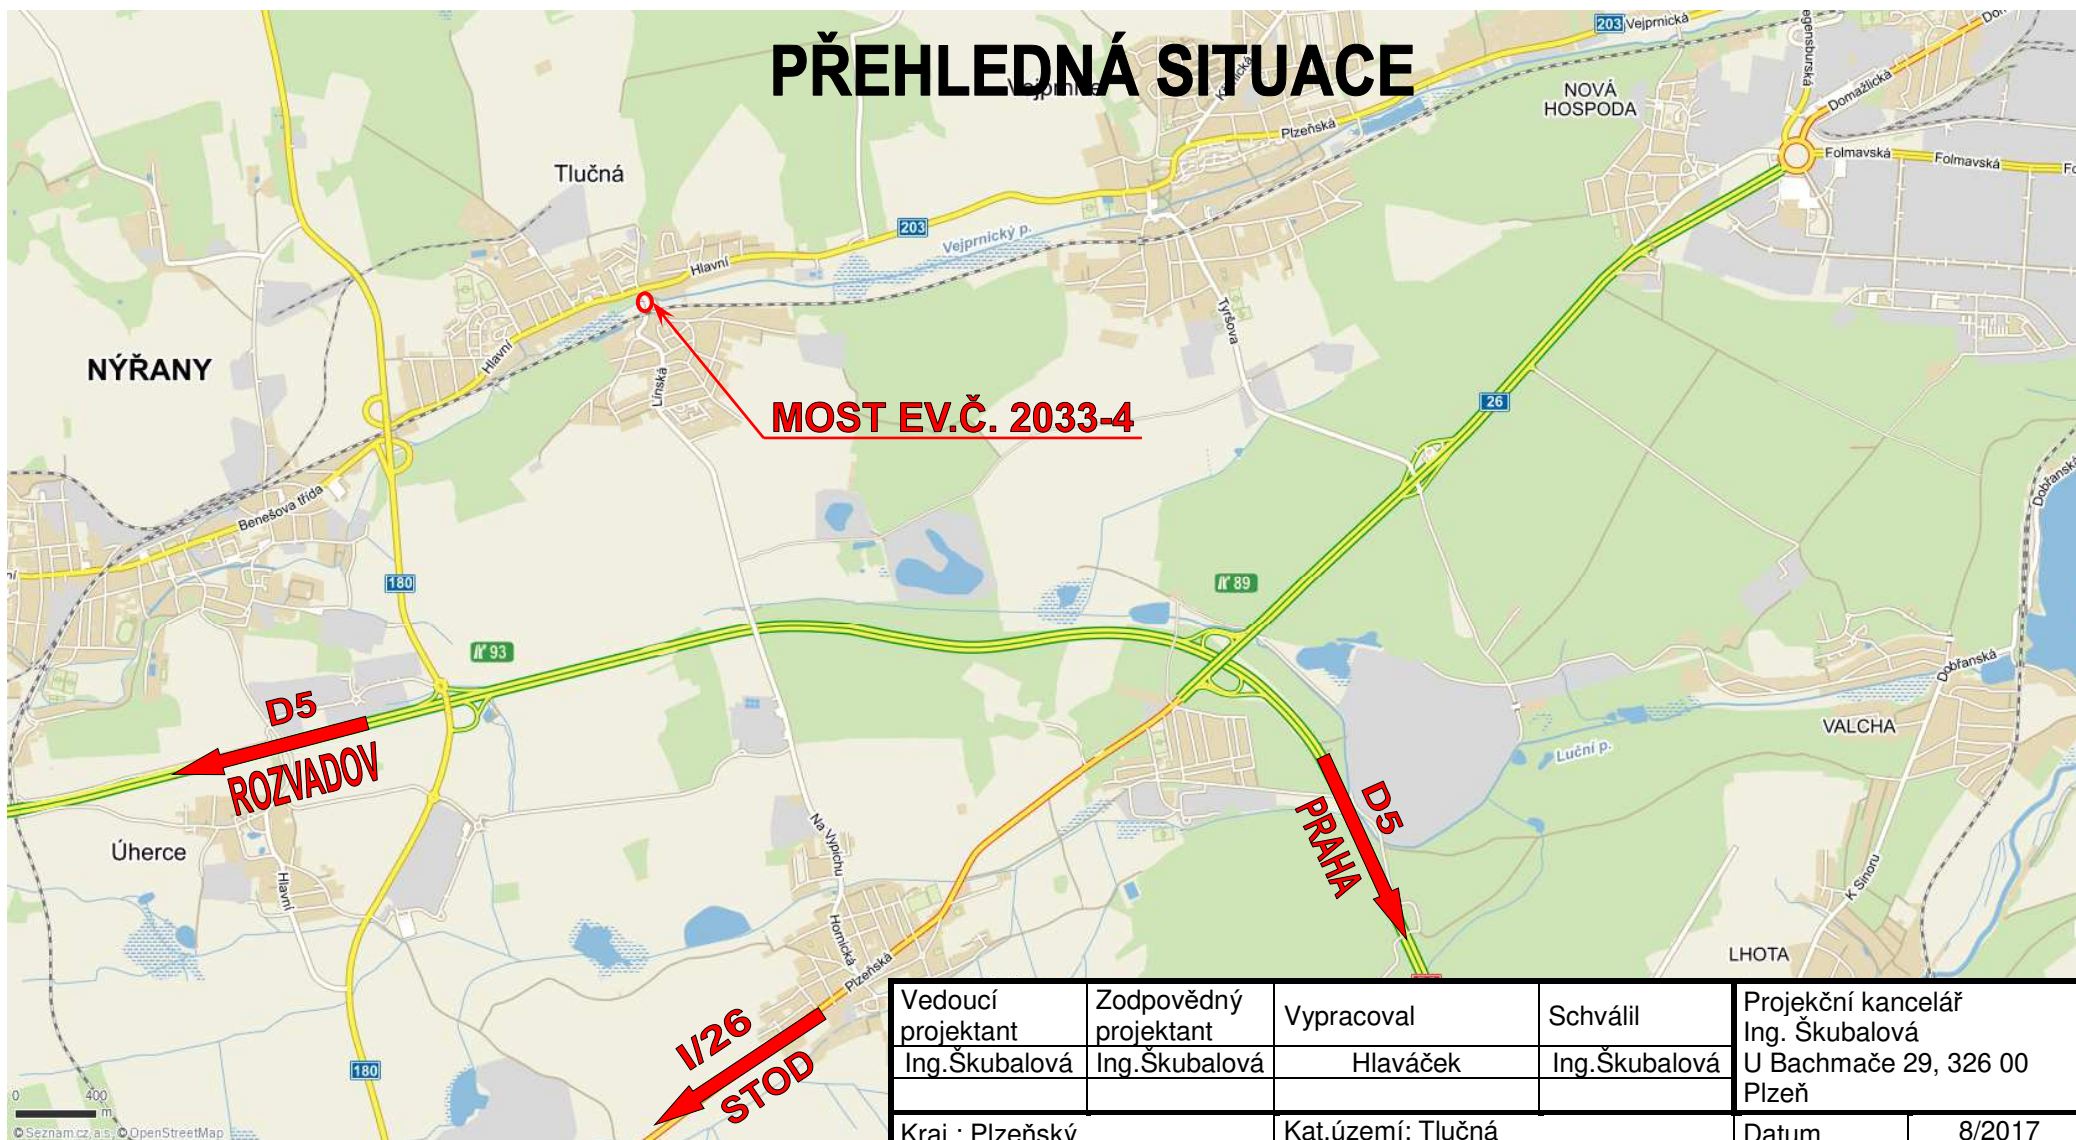 PŘEHLEDNÁ SITUACE
203
Vejprnická
Vejprnice
Plzeňská
NOVÁ
HOSPODA
Domažlická
Folmavská
Folmavská
Tlučná
203
Vejprnický p.
Hlavní
Hlavní
Tyršova
NÝŘANY
Línská
MOST EV.Č. 2033-4
26
Benešova třída
Dobřanská
180
89
93
D5
ROZVADOV
Dobřanská
VALCHA
Luční p.
D5
PRAHA
Úherce
Hlavní
Na Vypichu
Hornická
Plzeňská
K Sinoru
LHOTA
I/26
STOD
180
0 400
m
© Seznam.cz, a.s., © OpenStreetMap
Vedoucí
projektant
Zodpovědný
projektant
Vypracoval
Schválil
Projekční kancelář
Ing. Škubalová
U Bachmače 29, 326 00
Plzeň
Ing.Škubalová
Ing.Škubalová
Hlaváček
Ing.Škubalová
Kraj : Plzeňský
Kat.území: Tlučná
Datum
8/2017